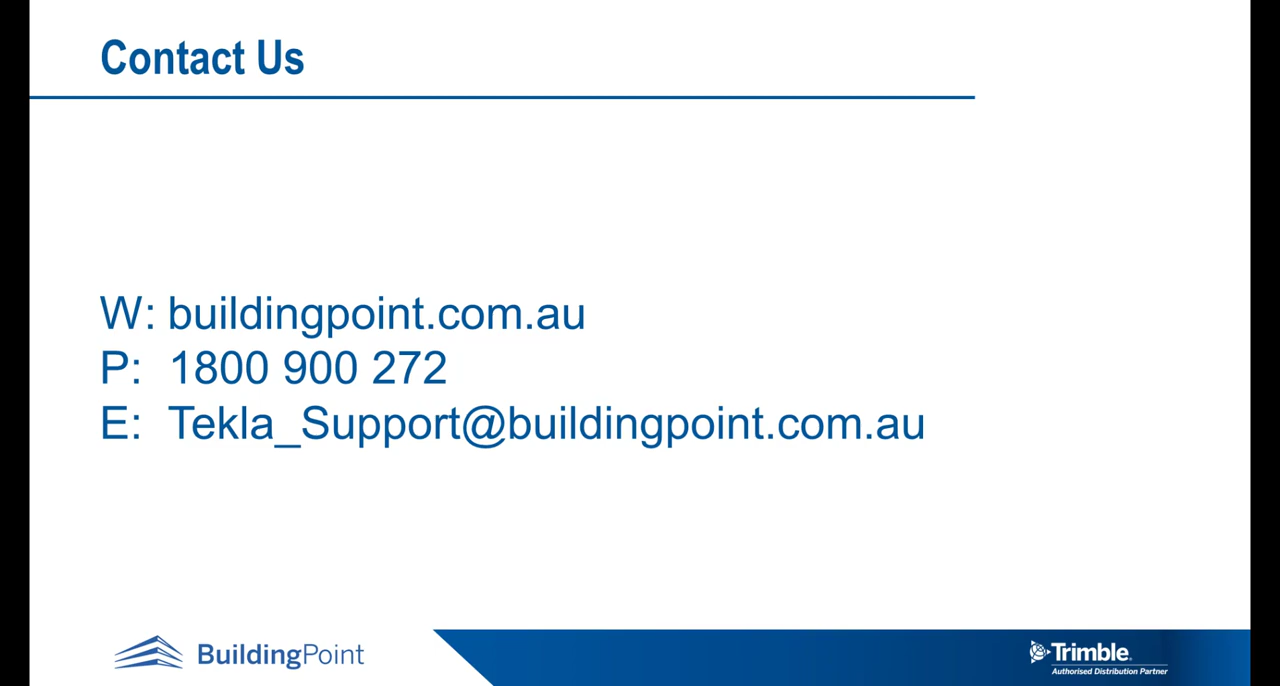 Contact Us
W: buildingpoint.com.au
P: 1800 900 272
E: Tekla_Support@buildingpoint.com.au
BuildingPoint
Trimble.
Authorised Distribution Partner